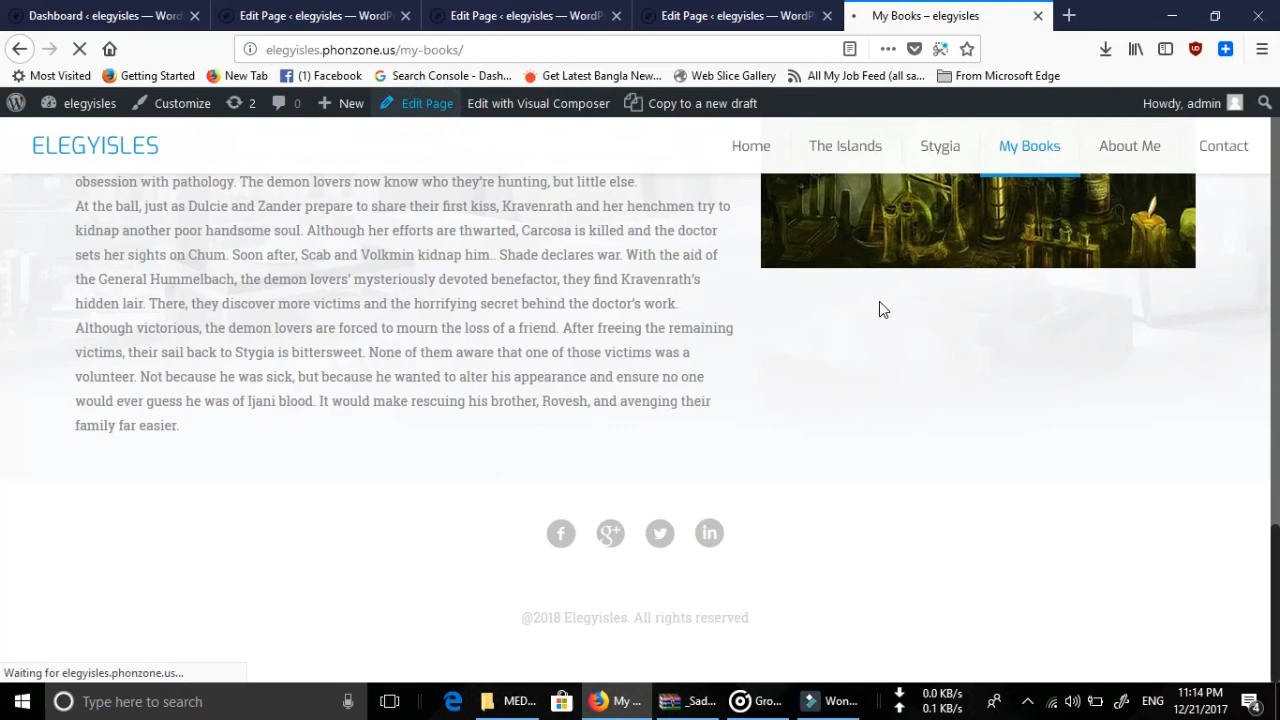 Dashboard ‹ elegyisles — Word
Edit Page ‹ elegyisles — WordP
Edit Page ‹ elegyisles — WordP
Edit Page ‹ elegyisles — WordP
My Books – elegyisles
elegyisles.phonzone.us/my-books/
Most Visited
Getting Started
New Tab
(1) Facebook
Search Console - Dash...
Get Latest Bangla New...
Web Slice Gallery
All My Job Feed (all sa...
From Microsoft Edge
elegyisles
Customize
2
0
New
Edit Page
Edit with Visual Composer
Copy to a new draft
Howdy, admin
ELEGYISLES
Home
The Islands
Stygia
My Books
About Me
Contact
obsession with pathology. The demon lovers now know who they're hunting, but little else.
At the ball, just as Dulcie and Zander prepare to share their first kiss, Kravenrath and her henchmen try to
kidnap another poor handsome soul. Although her efforts are thwarted, Carcosa is killed and the doctor
sets her sights on Chum. Soon after, Scab and Volkmin kidnap him.. Shade declares war. With the aid of
the General Hummelbach, the demon lovers' mysteriously devoted benefactor, they find Kravenrath's
hidden lair. There, they discover more victims and the horrifying secret behind the doctor's work.
Although victorious, the demon lovers are forced to mourn the loss of a friend. After freeing the remaining
victims, their sail back to Stygia is bittersweet. None of them aware that one of those victims was a
volunteer. Not because he was sick, but because he wanted to alter his appearance and ensure no one
would ever guess he was of Ijani blood. It would make rescuing his brother, Rovesh, and avenging their
family far easier.
@2018 Elegyisles. All rights reserved
Waiting for elegyisles.phonzone.us...
Type here to search
MED...
My ...
_Sad...
Gro...
Won...
0.0 KB/s
0.1 KB/s
ENG
11:14 PM
12/21/2017
4